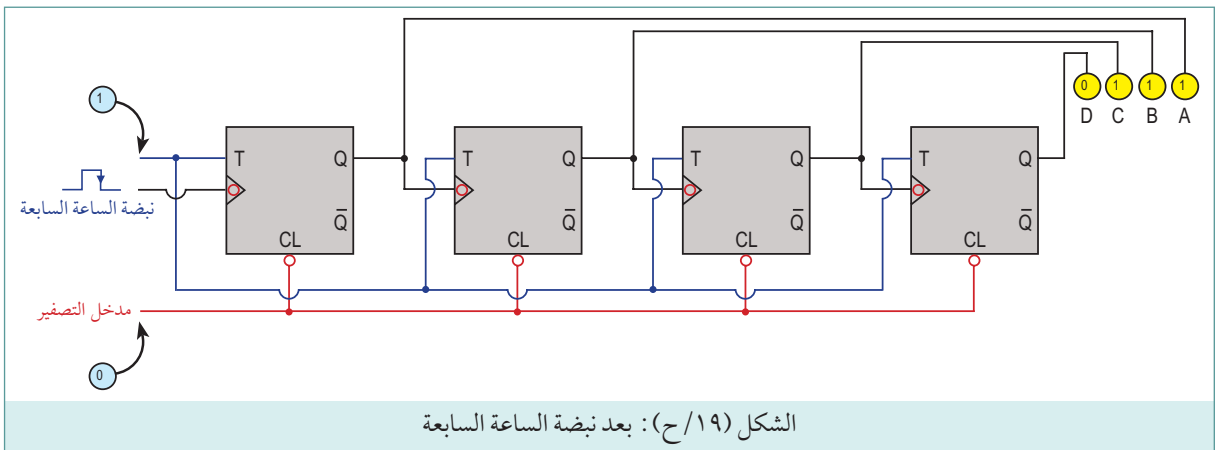 1
0 1 1 1
D C B A
T Q T Q T Q T Q
نبضة الساعة السابعة
Q̅ Q̅ Q̅ Q̅
CL CL CL CL
مدخل التصفير
0
الشكل (١٩/ح): بعد نبضة الساعة السابعة